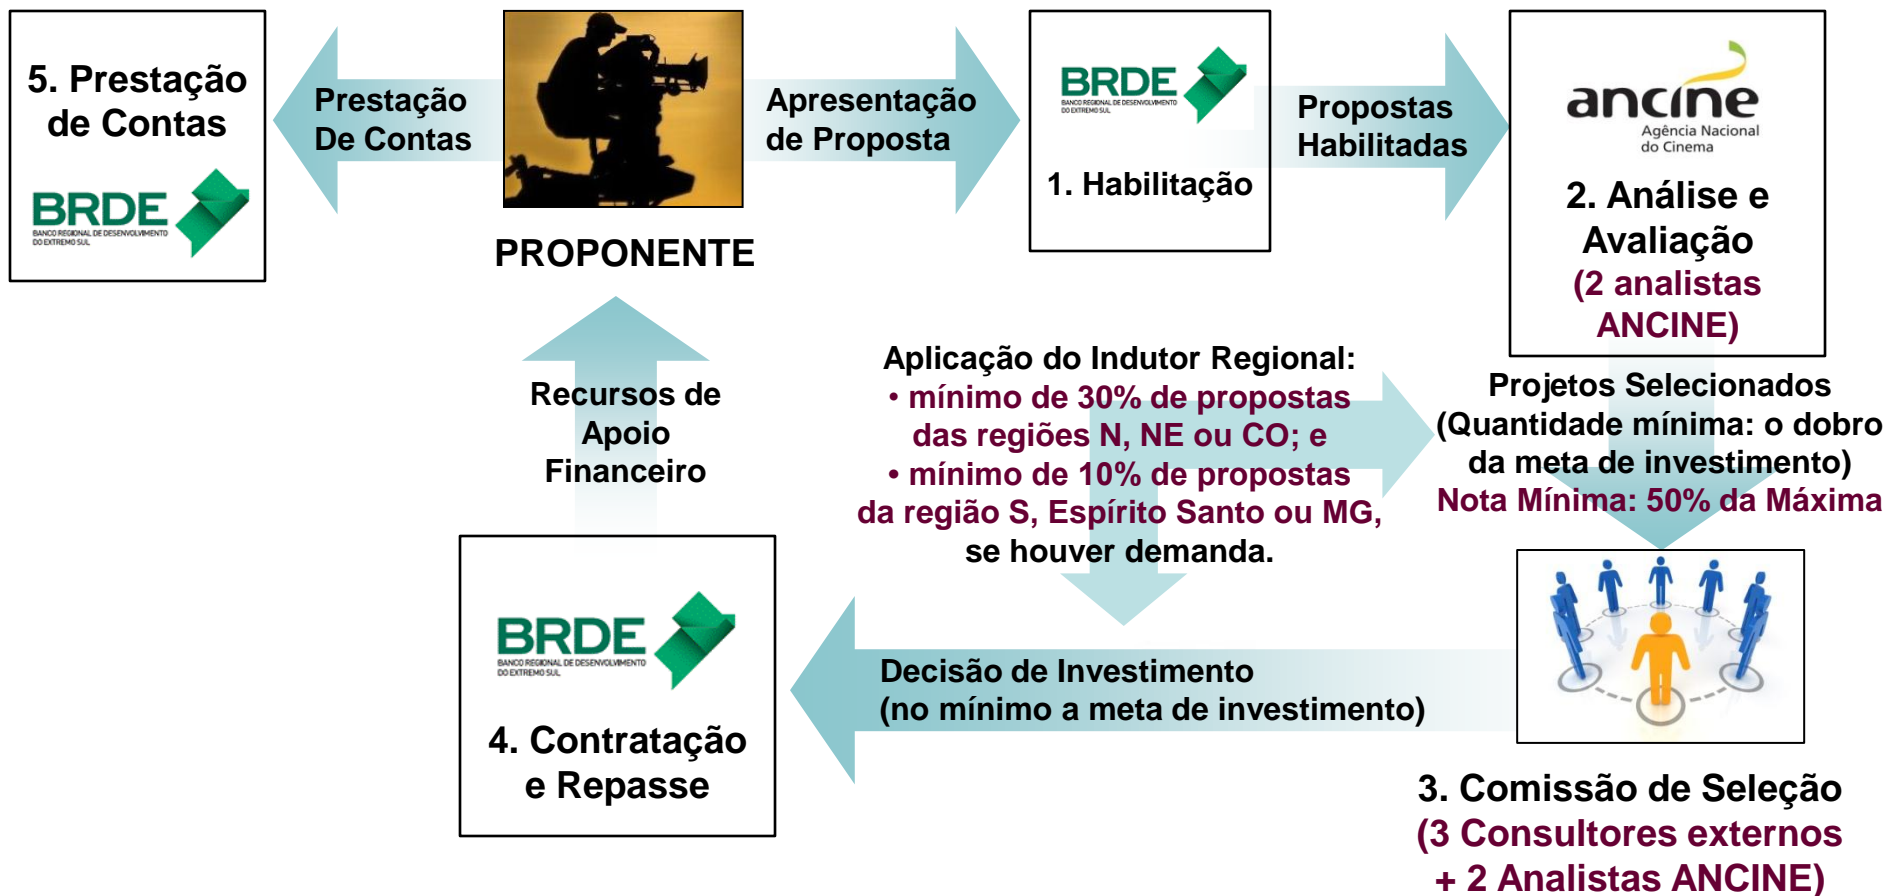 5. Prestação
de Contas
BRDE
BANCO REGIONAL DE DESENVOLVIMENTO
DO EXTREMO SUL
Prestação
De Contas
PROPONENTE
Apresentação
de Proposta
BRDE
BANCO REGIONAL DE DESENVOLVIMENTO
DO EXTREMO SUL
1. Habilitação
Propostas
Habilitadas
ancine
Agência Nacional
do Cinema
2. Análise e
Avaliação
(2 analistas
ANCINE)
Projetos Selecionados
(Quantidade mínima: o dobro
da meta de investimento)
Nota Mínima: 50% da Máxima
Aplicação do Indutor Regional:
• mínimo de 30% de propostas
das regiões N, NE ou CO; e
• mínimo de 10% de propostas
da região S, Espírito Santo ou MG,
se houver demanda.
3. Comissão de Seleção
(3 Consultores externos
+ 2 Analistas ANCINE)
Decisão de Investimento
(no mínimo a meta de investimento)
BRDE
BANCO REGIONAL DE DESENVOLVIMENTO
DO EXTREMO SUL
4. Contratação
e Repasse
Recursos de
Apoio
Financeiro